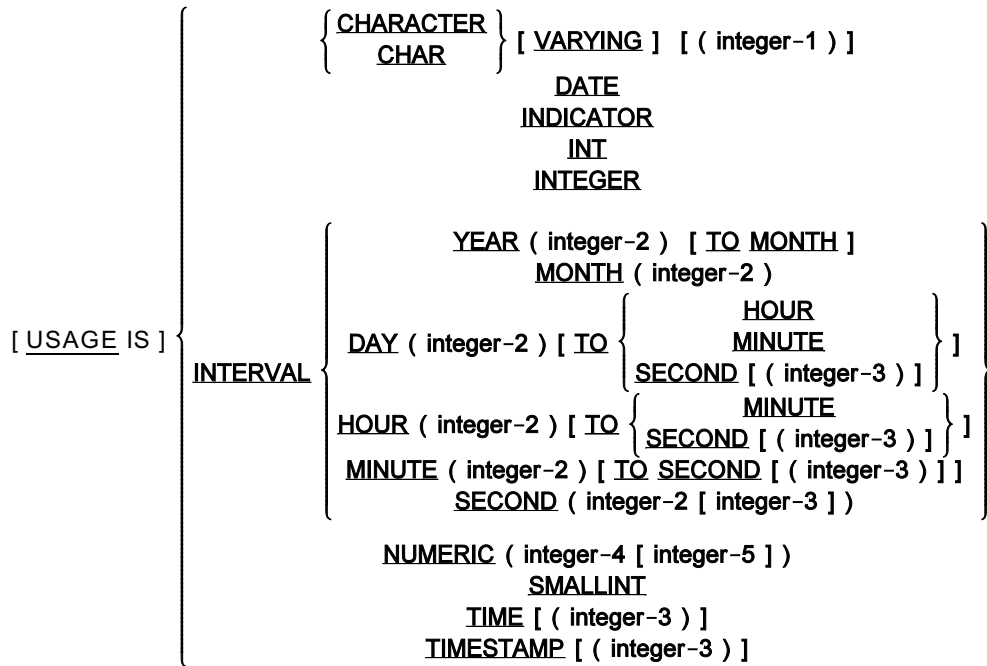 { CHARACTER
CHAR } [ VARYING ] [ ( integer-1 ) ]
DATE
INDICATOR
INT
INTEGER
[ USAGE IS ]
INTERVAL
YEAR ( integer-2 ) [ TO MONTH ]
MONTH ( integer-2 )
DAY ( integer-2 ) [ TO { HOUR
MINUTE
SECOND [ ( integer-3 ) ] } ]
HOUR ( integer-2 ) [ TO { MINUTE
SECOND [ ( integer-3 ) ] } ]
MINUTE ( integer-2 ) [ TO SECOND [ ( integer-3 ) ] ]
SECOND ( integer-2 [ integer-3 ] )
NUMERIC ( integer-4 [ integer-5 ] )
SMALLINT
TIME [ ( integer-3 ) ]
TIMESTAMP [ ( integer-3 ) ]